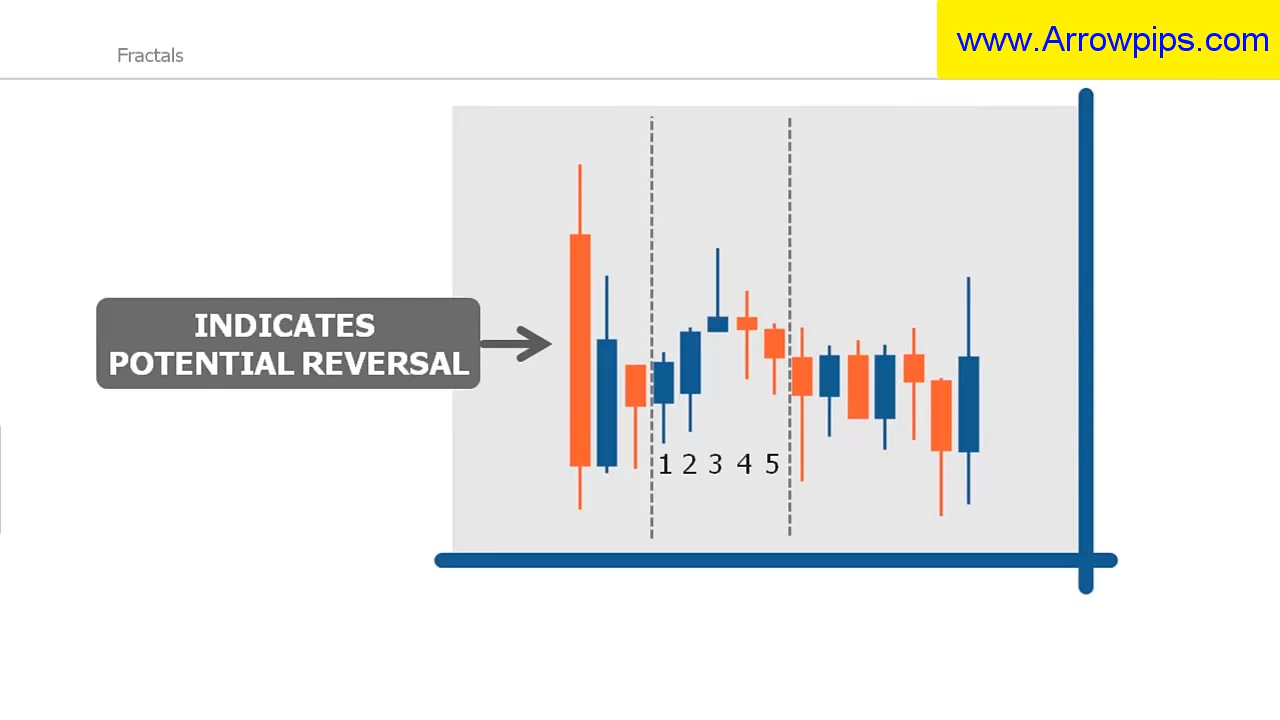 Fractals
www.Arrowpips.com
INDICATES
POTENTIAL REVERSAL
1 2 3 4 5